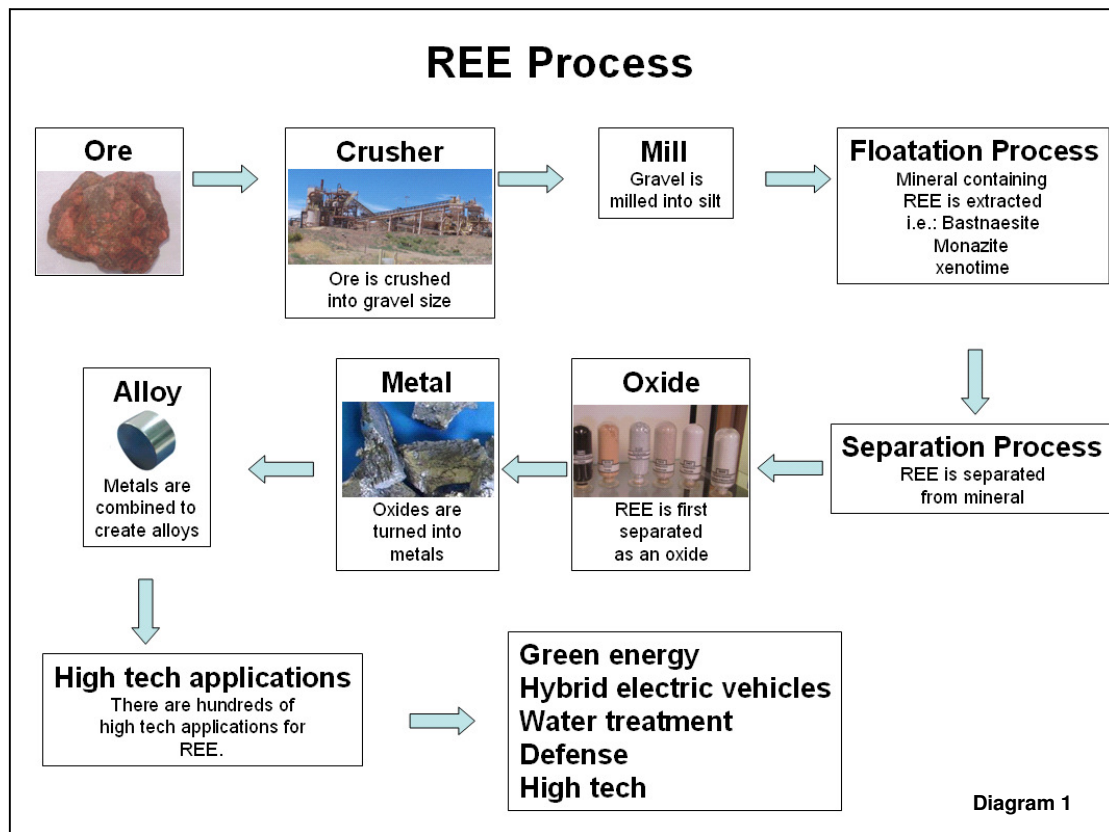 REE Process
Ore
Crusher
Ore is crushed
into gravel size
Mill
Gravel is
milled into silt
Floatation Process
Mineral containing
REE is extracted
i.e.: Bastnaesite
Monazite
xenotime
Separation Process
REE is separated
from mineral
Oxide
REE is first
separated
as an oxide
Metal
Oxides are
turned into
metals
Alloy
Metals are
combined to
create alloys
High tech applications
There are hundreds of
high tech applications for
REE.
Green energy
Hybrid electric vehicles
Water treatment
Defense
High tech
Diagram 1